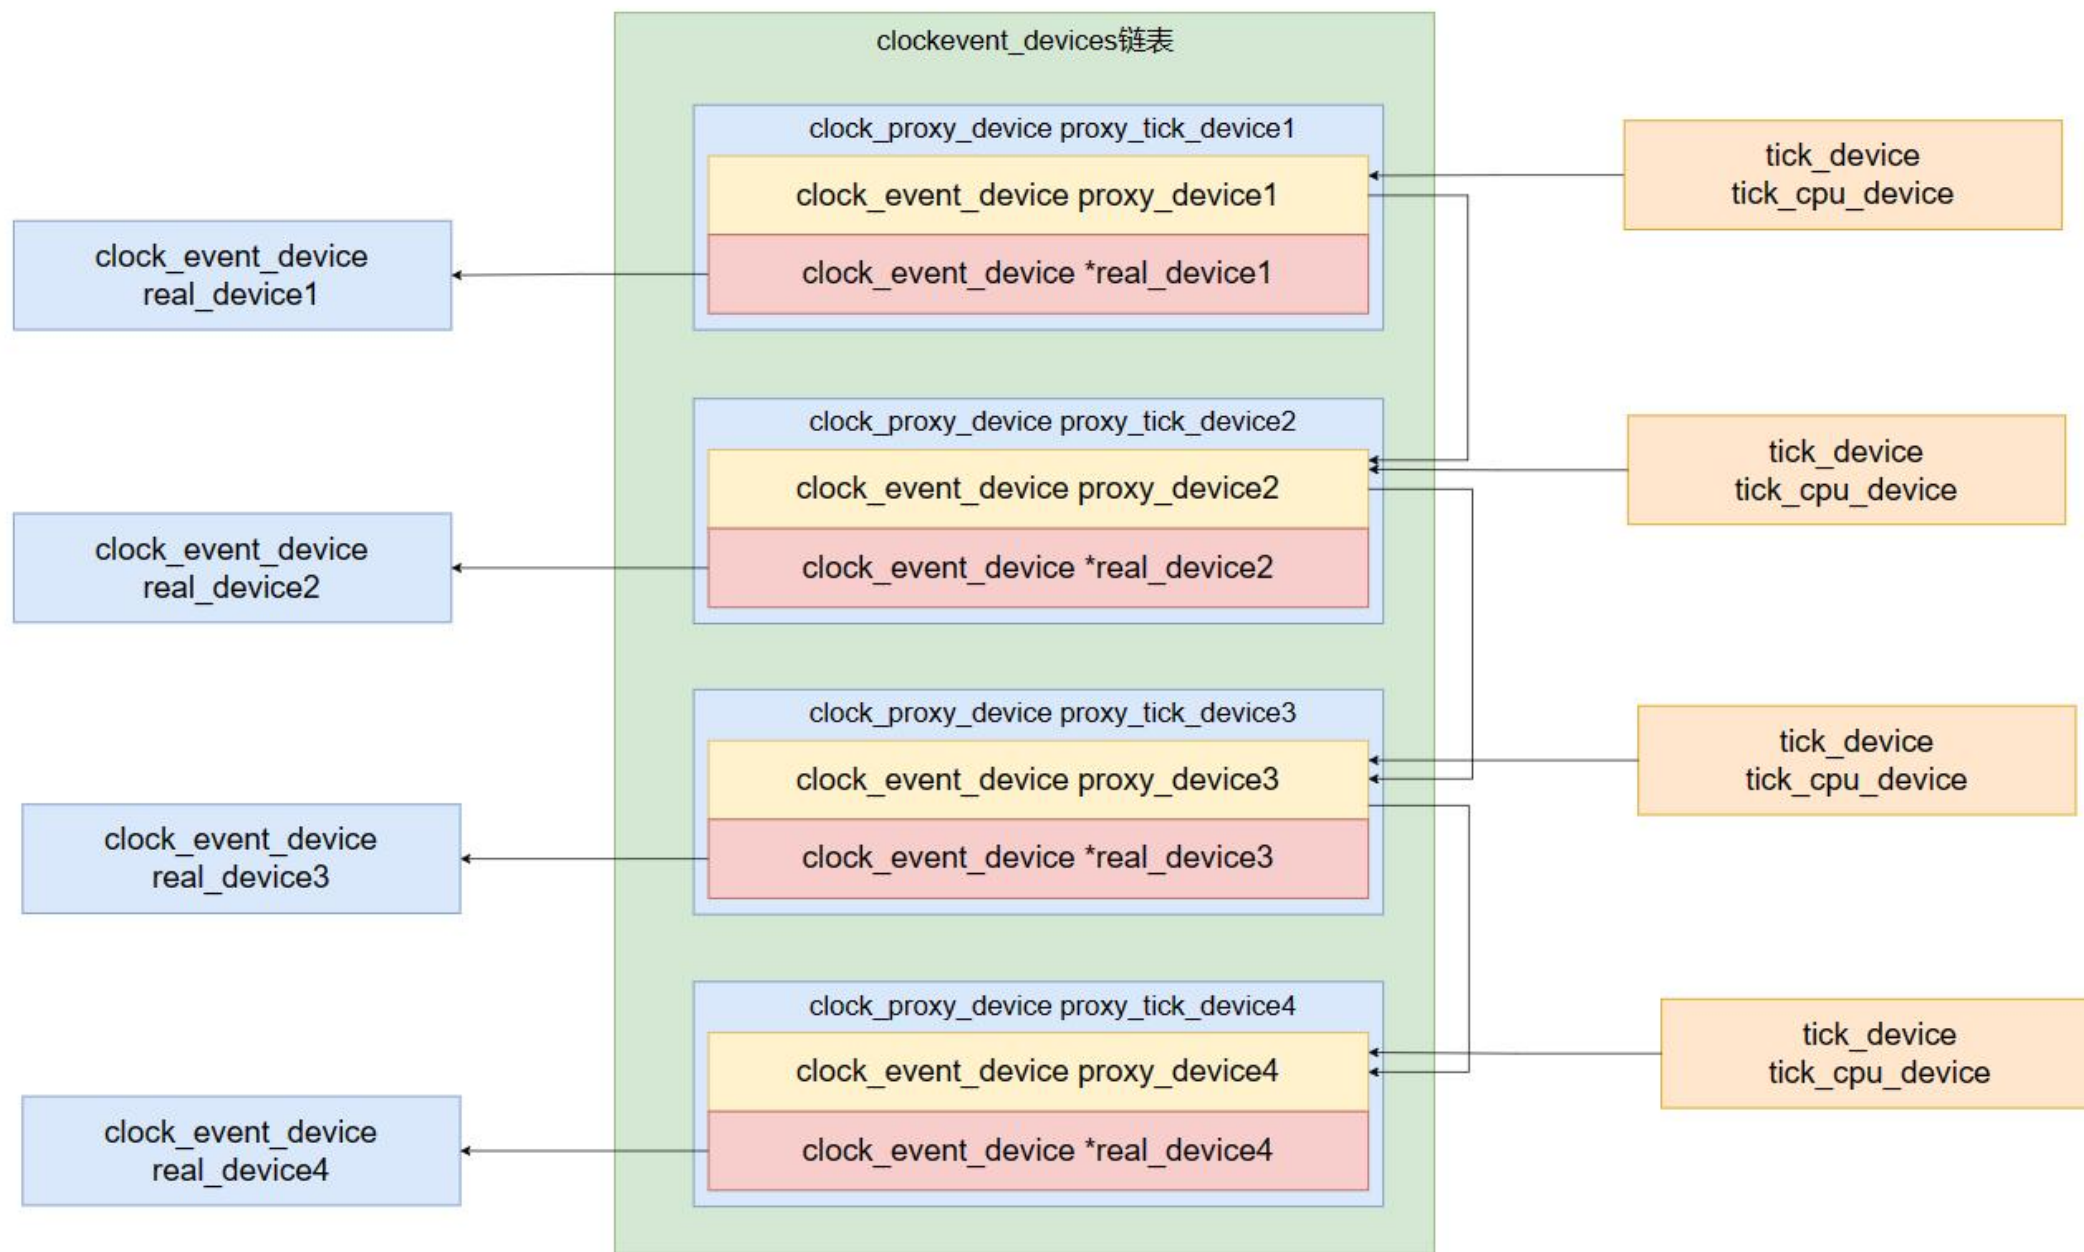 clockevent_devices链表
clock_proxy_device proxy_tick_device1
clock_event_device proxy_device1
clock_event_device *real_device1
clock_event_device
real_device1
tick_device
tick_cpu_device
clock_proxy_device proxy_tick_device2
clock_event_device proxy_device2
clock_event_device *real_device2
clock_event_device
real_device2
tick_device
tick_cpu_device
clock_proxy_device proxy_tick_device3
clock_event_device proxy_device3
clock_event_device *real_device3
clock_event_device
real_device3
tick_device
tick_cpu_device
clock_proxy_device proxy_tick_device4
clock_event_device proxy_device4
clock_event_device *real_device4
clock_event_device
real_device4
tick_device
tick_cpu_device